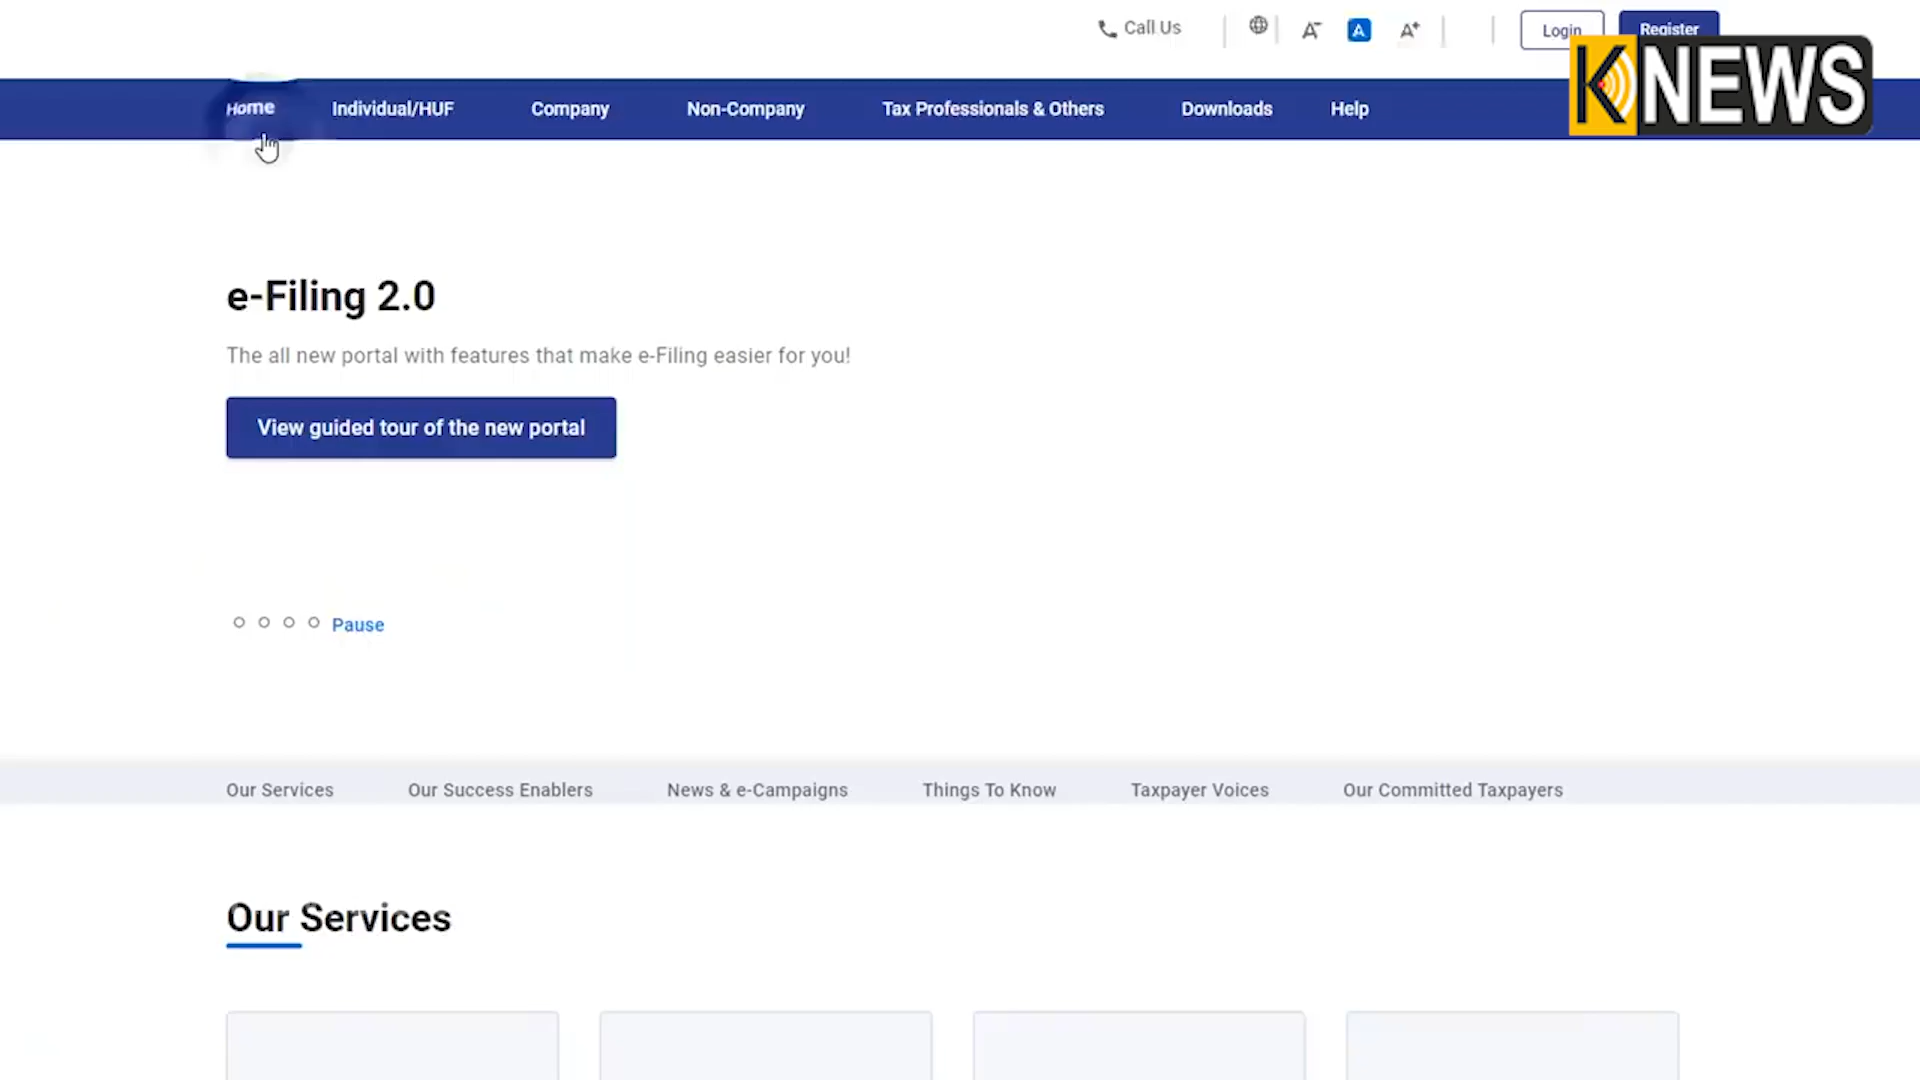 Call Us
A-
A
A+
Login
Register
KNEWS
Home
Individual/HUF
Company
Non-Company
Tax Professionals & Others
Downloads
Help
e-Filing 2.0
The all new portal with features that make e-Filing easier for you!
View guided tour of the new portal
Pause
Our Services
Our Success Enablers
News & e-Campaigns
Things To Know
Taxpayer Voices
Our Committed Taxpayers
Our Services